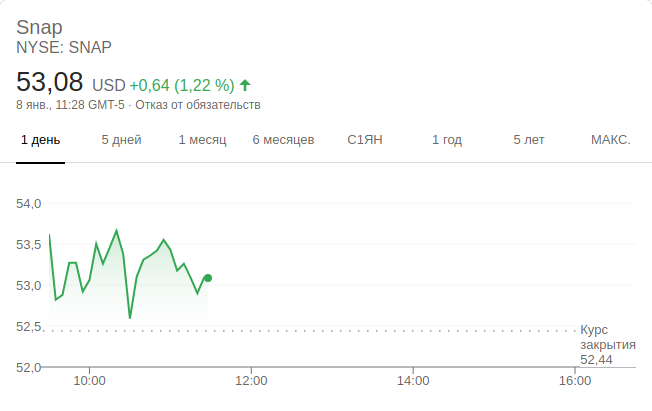 Snap
NYSE: SNAP
53,08 USD +0,64 (1,22 %)
8 янв., 11:28 GMT-5 · Отказ от обязательств
1 день 5 дней 1 месяц 6 месяцев С1ЯН 1 год 5 лет МАКС.
54,0
53,5
53,0
52,5
Курс
закрытия
52,44
52,0
10:00 12:00 14:00 16:00